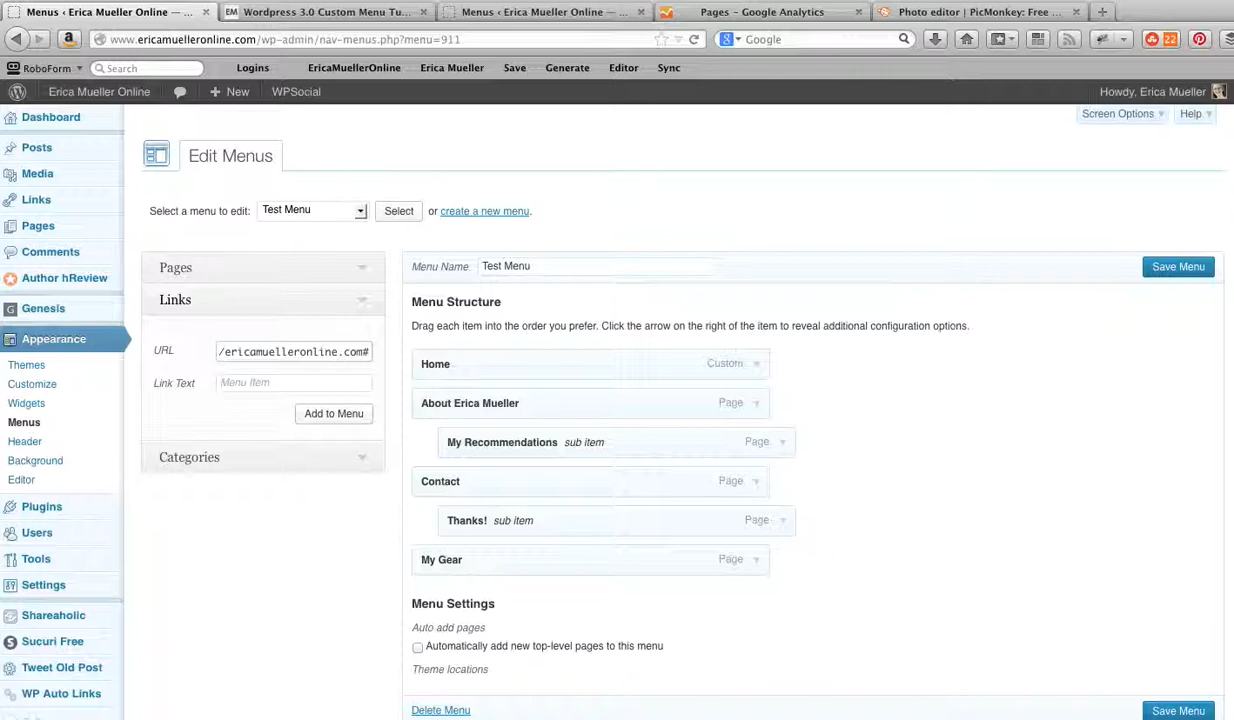 Menus ‹ Erica Mueller Online — ...
Wordpress 3.0 Custom Menu Tu...
Menus ‹ Erica Mueller Online — ...
Pages - Google Analytics
Photo editor | PicMonkey: Free ...
www.ericamuelleronline.com/wp-admin/nav-menus.php?menu=911
Google
22
RoboForm
Search
Logins
EricaMuellerOnline
Erica Mueller
Save
Generate
Editor
Sync
Erica Mueller Online
+ New
WPSocial
Howdy, Erica Mueller
Screen Options
Help
Dashboard
Posts
Media
Links
Pages
Comments
Author hReview
Genesis
Appearance
Themes
Customize
Widgets
Menus
Header
Background
Editor
Plugins
Users
Tools
Settings
Shareaholic
Sucuri Free
Tweet Old Post
WP Auto Links
Edit Menus
Select a menu to edit: Test Menu Select or create a new menu.
Pages
Links
URL /ericamuelleronline.com#
Link Text Menu Item
Add to Menu
Categories
Menu Name Test Menu Save Menu
Menu Structure
Drag each item into the order you prefer. Click the arrow on the right of the item to reveal additional configuration options.
Home Custom
About Erica Mueller Page
My Recommendations sub item Page
Contact Page
Thanks! sub item Page
My Gear Page
Menu Settings
Auto add pages
Automatically add new top-level pages to this menu
Theme locations
Delete Menu Save Menu